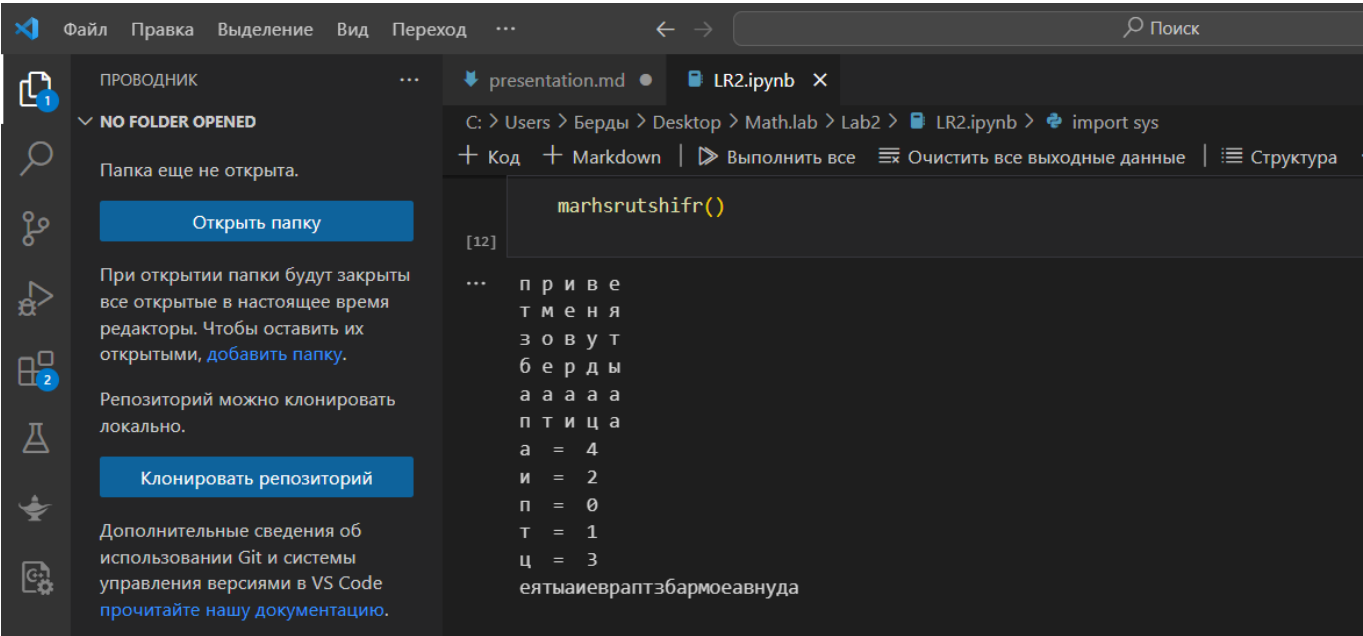 Файл Правка Выделение Вид Переход ··· ← → Поиск
ПРОВОДНИК ···
presentation.md ● LR2.ipynb ×
1
NO FOLDER OPENED
C: > Users > Берды > Desktop > Math.lab > Lab2 > LR2.ipynb > import sys
+ Код + Markdown | Выполнить все Очистить все выходные данные | Структура
Папка еще не открыта.
Открыть папку
При открытии папки будут закрыты
все открытые в настоящее время
редакторы. Чтобы оставить их
открытыми, добавить папку.
2
Репозиторий можно клонировать
локально.
Клонировать репозиторий
Дополнительные сведения об
использовании Git и системы
управления версиями в VS Code
прочитайте нашу документацию.
marhsrutshifr()
[12]
···
п р и в е
т м е н я
з о в у т
б е р д ы
а а а а а
п т и ц а
а = 4
и = 2
п = 0
т = 1
ц = 3
еятыаиевраптзбармоеавнуда